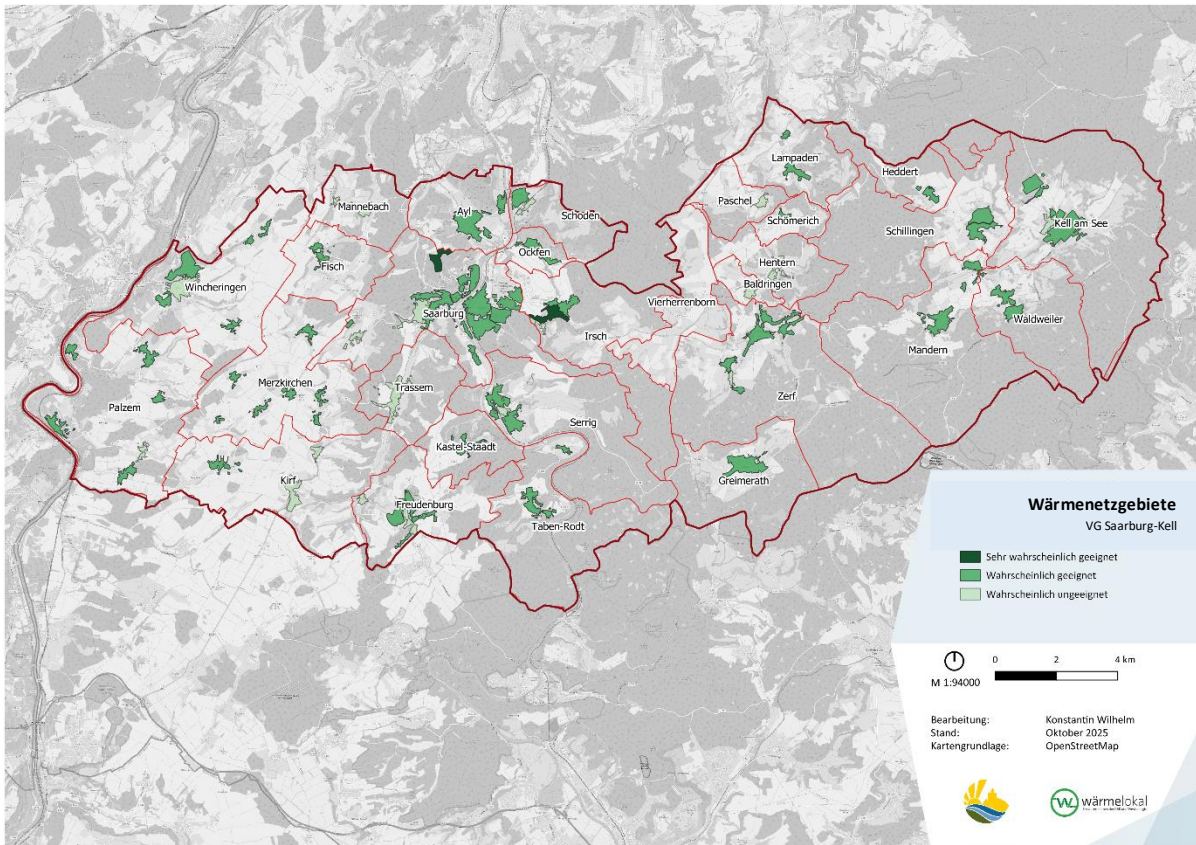 Lampaden
Heddert
Mannebach
Paschel
Ayl
Schoden
Schömerich
Schillingen
Kell am See
Ockfen
Fisch
Hentern
Wincheringen
Baldringen
Vierherrenborn
Saarburg
Irsch
Waldweiler
Mandern
Merzkirchen
Trassem
Zerf
Palzem
Serrig
Kastel-Staadt
Kirf
Greimerath
Freudenburg
Taben-Rodt
Wärmenetzgebiete
VG Saarburg-Kell
Sehr wahrscheinlich geeignet
Wahrscheinlich geeignet
Wahrscheinlich ungeeignet
0 2 4 km
M 1:94000
Bearbeitung: Konstantin Wilhelm
Stand: Oktober 2025
Kartengrundlage: OpenStreetMap
wärmelokal